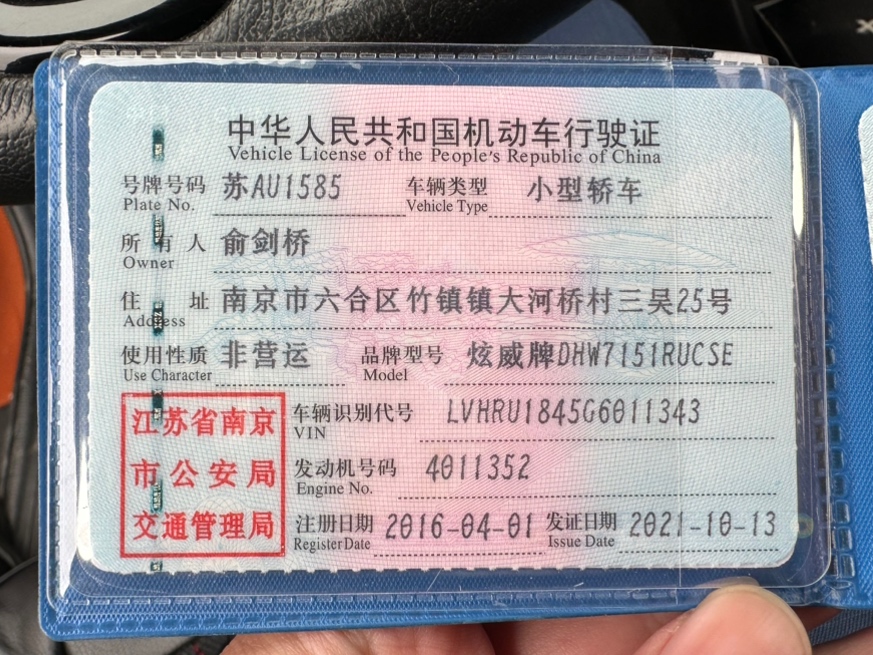 中华人民共和国机动车行驶证
Vehicle License of the People's Republic of China
号牌号码 苏AU1585 车辆类型 小型轿车
Plate No. Vehicle Type
所有人 俞剑桥
Owner
住址 南京市六合区竹镇镇大河桥村三吴25号
Address
使用性质 非营运 品牌型号 炫威牌DHW7151RUCSE
Use Character Model
江苏省南京 车辆识别代号 LVHRU1845G6011343
VIN
市公安局 发动机号码 4011352
Engine No.
交通管理局 注册日期 2016-04-01 发证日期 2021-10-13
Register Date Issue Date